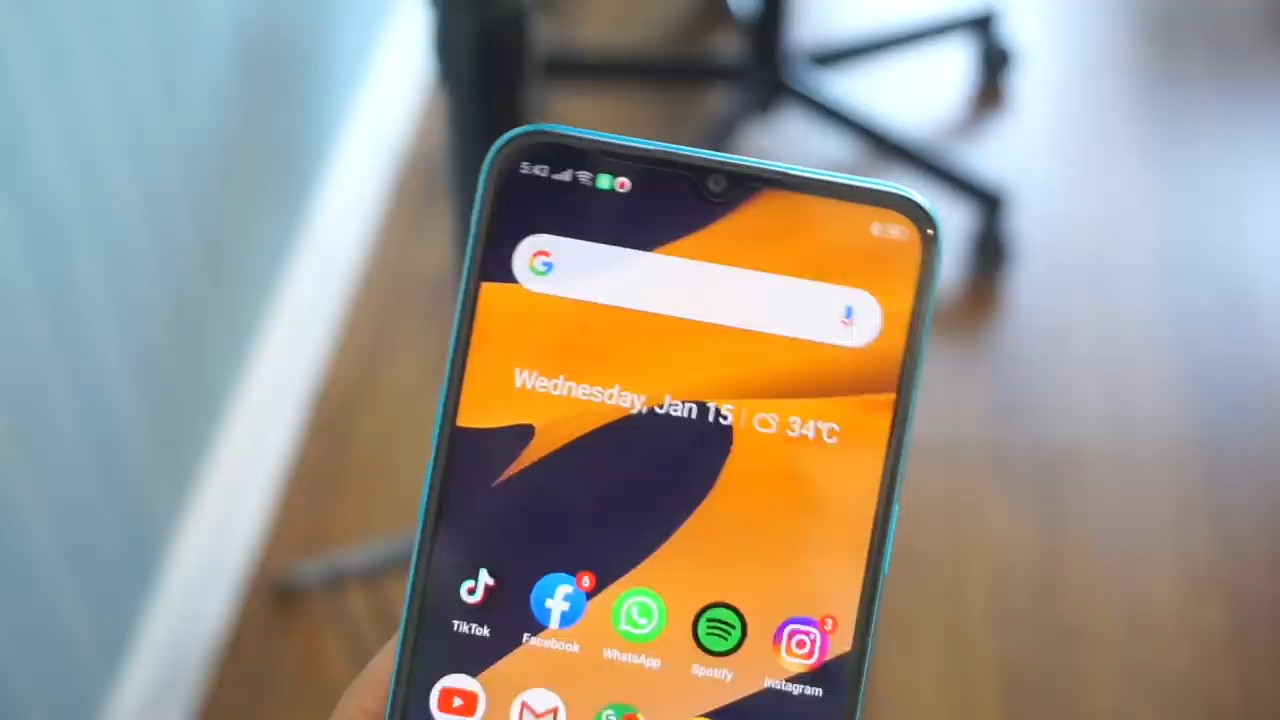 5:43
Wednesday, Jan 15 | 34°C
6
3
TikTok
Facebook
WhatsApp
Spotify
Instagram